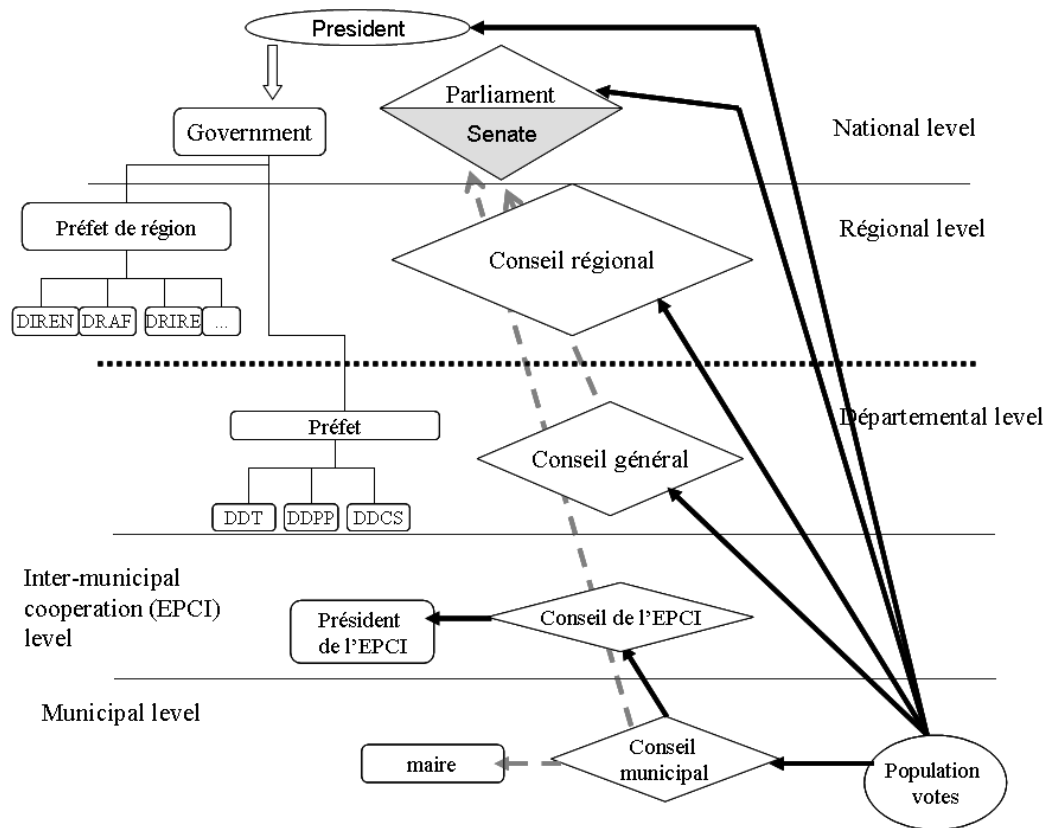 President
Parliament
Senate
Government
National level
Préfet de région
Conseil régional
Régional level
DIREN
DRAF
DRIRE
...
Préfet
Conseil général
Départemental level
DDT
DDPP
DDCS
Inter-municipal
cooperation (EPCI)
level
Président
de l'EPCI
Conseil de l'EPCI
Municipal level
maire
Conseil
municipal
Population
votes